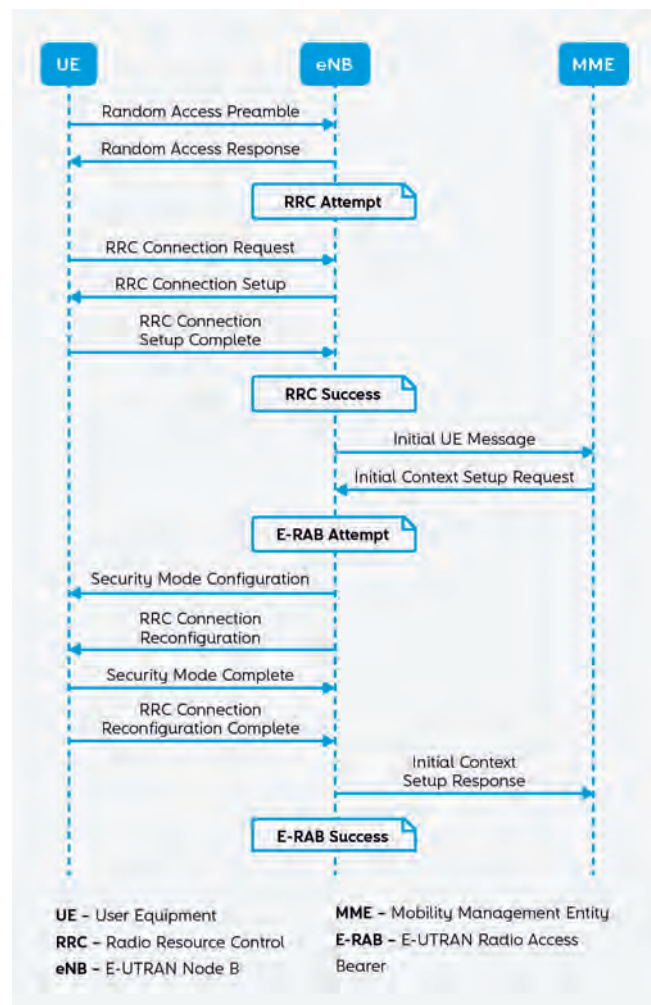 UE
eNB
MME
Random Access Preamble
Random Access Response
RRC Attempt
RRC Connection Request
RRC Connection Setup
RRC Connection
Setup Complete
RRC Success
Initial UE Message
Initial Context Setup Request
E-RAB Attempt
Security Mode Configuration
RRC Connection
Reconfiguration
Security Mode Complete
RRC Connection
Reconfiguration Complete
Initial Context
Setup Response
E-RAB Success
UE – User Equipment
RRC – Radio Resource Control
eNB – E-UTRAN Node B
MME – Mobility Management Entity
E-RAB – E-UTRAN Radio Access
Bearer